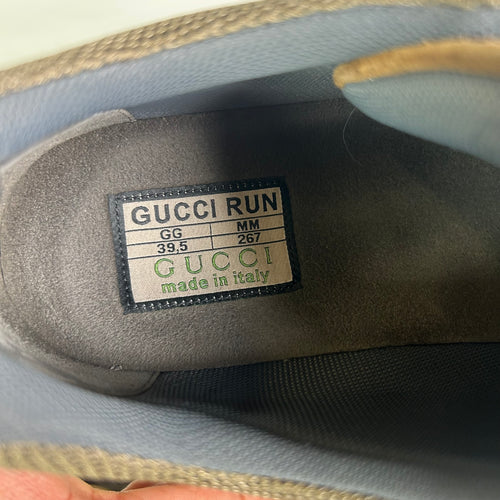 GUCCI RUN
GG MM
39,5 267
GUCCI
made in italy